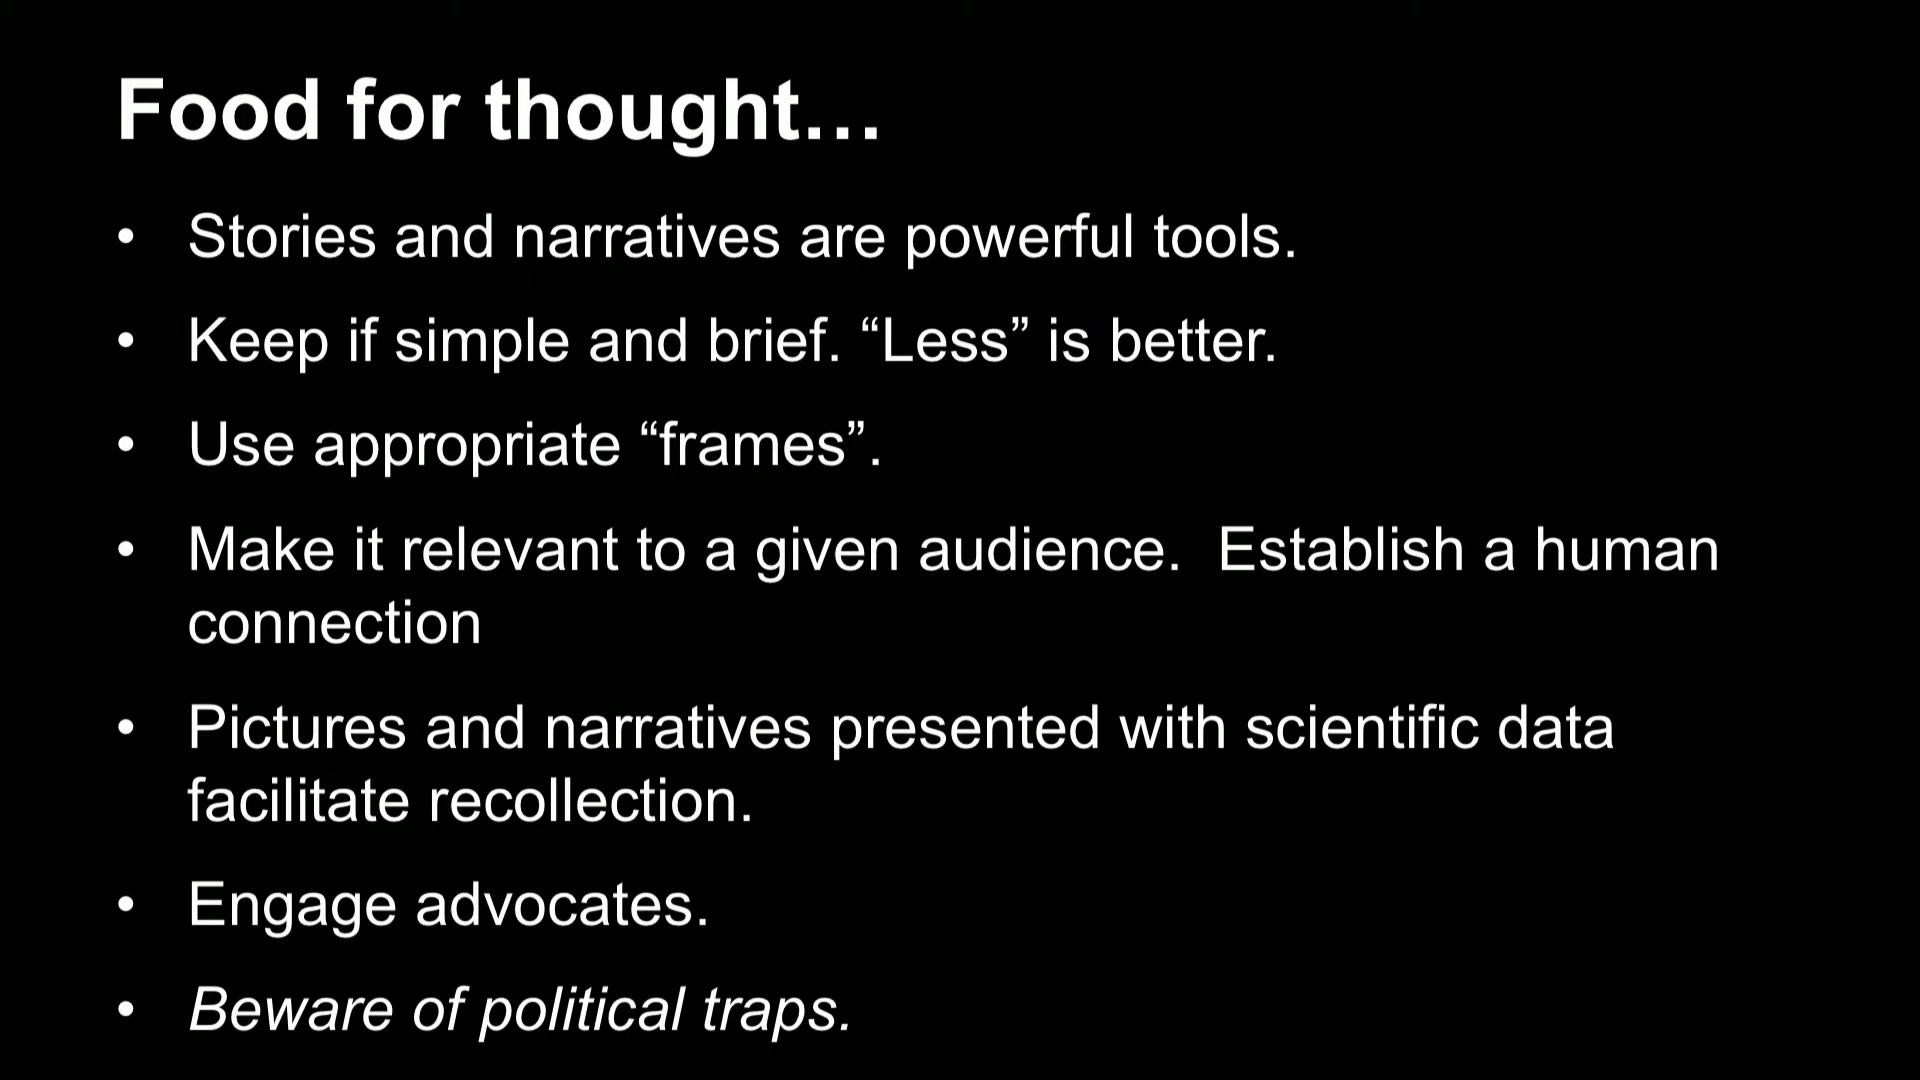 Food for thought…
• Stories and narratives are powerful tools.
• Keep if simple and brief. “Less” is better.
• Use appropriate “frames”.
• Make it relevant to a given audience.  Establish a human
connection
• Pictures and narratives presented with scientific data
facilitate recollection.
• Engage advocates.
• Beware of political traps.